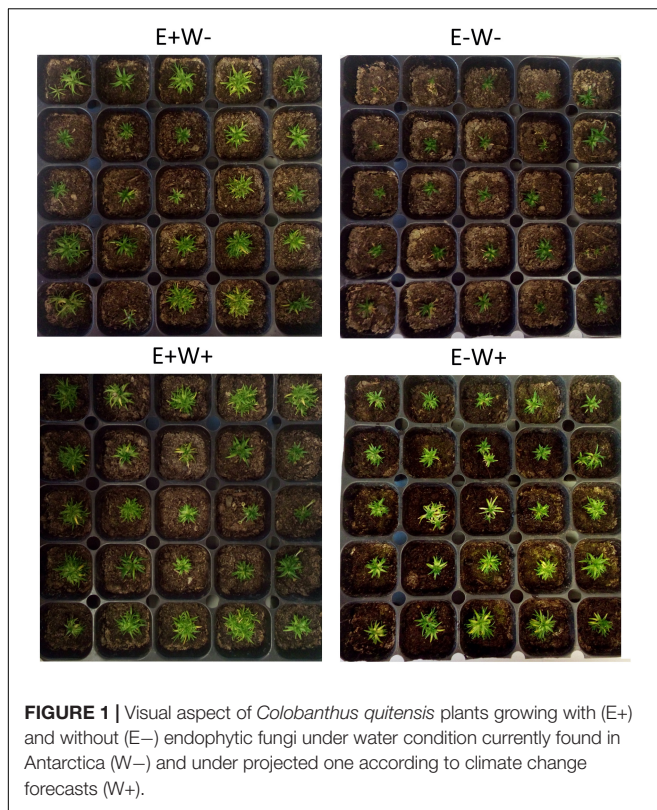 E+W-
E-W-
E+W+
E-W+
FIGURE 1 | Visual aspect of Colobanthus quitensis plants growing with (E+)
and without (E−) endophytic fungi under water condition currently found in
Antarctica (W−) and under projected one according to climate change
forecasts (W+).